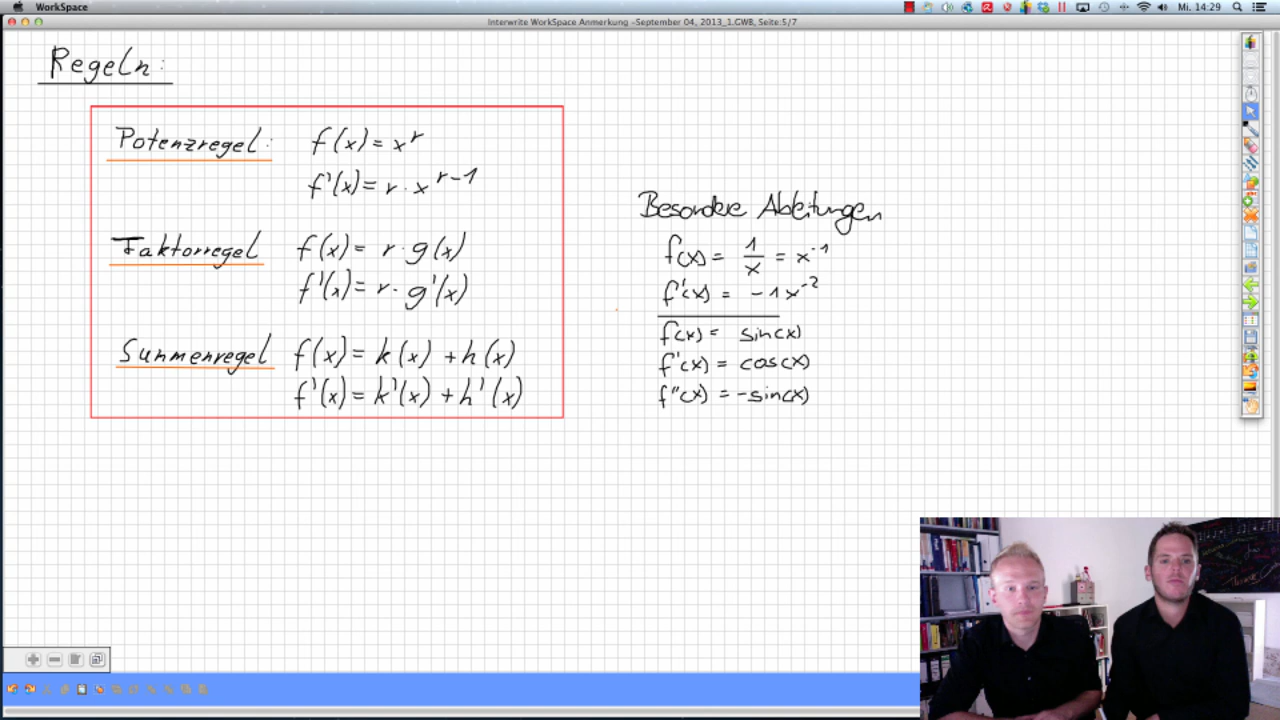 WorkSpace
Mi. 14:29
Interwrite WorkSpace Anmerkung -September 04, 2013_1.GWB, Seite:5/7
Regeln:
Potenzregel: f(x) = x^r
f'(x) = r · x^(r-1)
Faktorregel f(x) = r · g(x)
f'(x) = r · g'(x)
Summenregel f(x) = k(x) + h(x)
f'(x) = k'(x) + h'(x)
Besondere Ableitungen
f(x) = 1/x = x^-1
f'(x) = -1x^-2
f(x) = sin(x)
f'(x) = cos(x)
f''(x) = -sin(x)